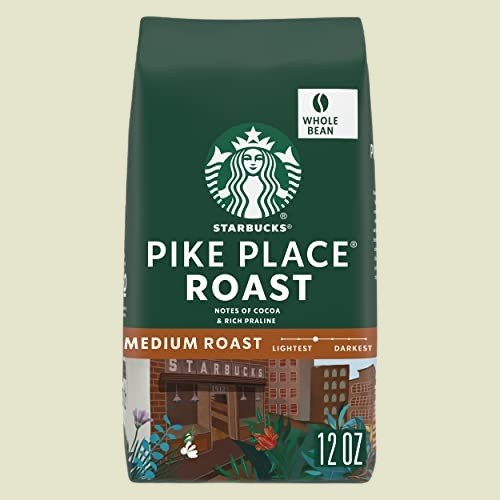 WHOLE
BEAN
STARBUCKS®
PIKE PLACE®
ROAST
NOTES OF COCOA
& RICH PRALINE
MEDIUM ROAST
LIGHTEST DARKEST
STARBUCKS
12 OZ